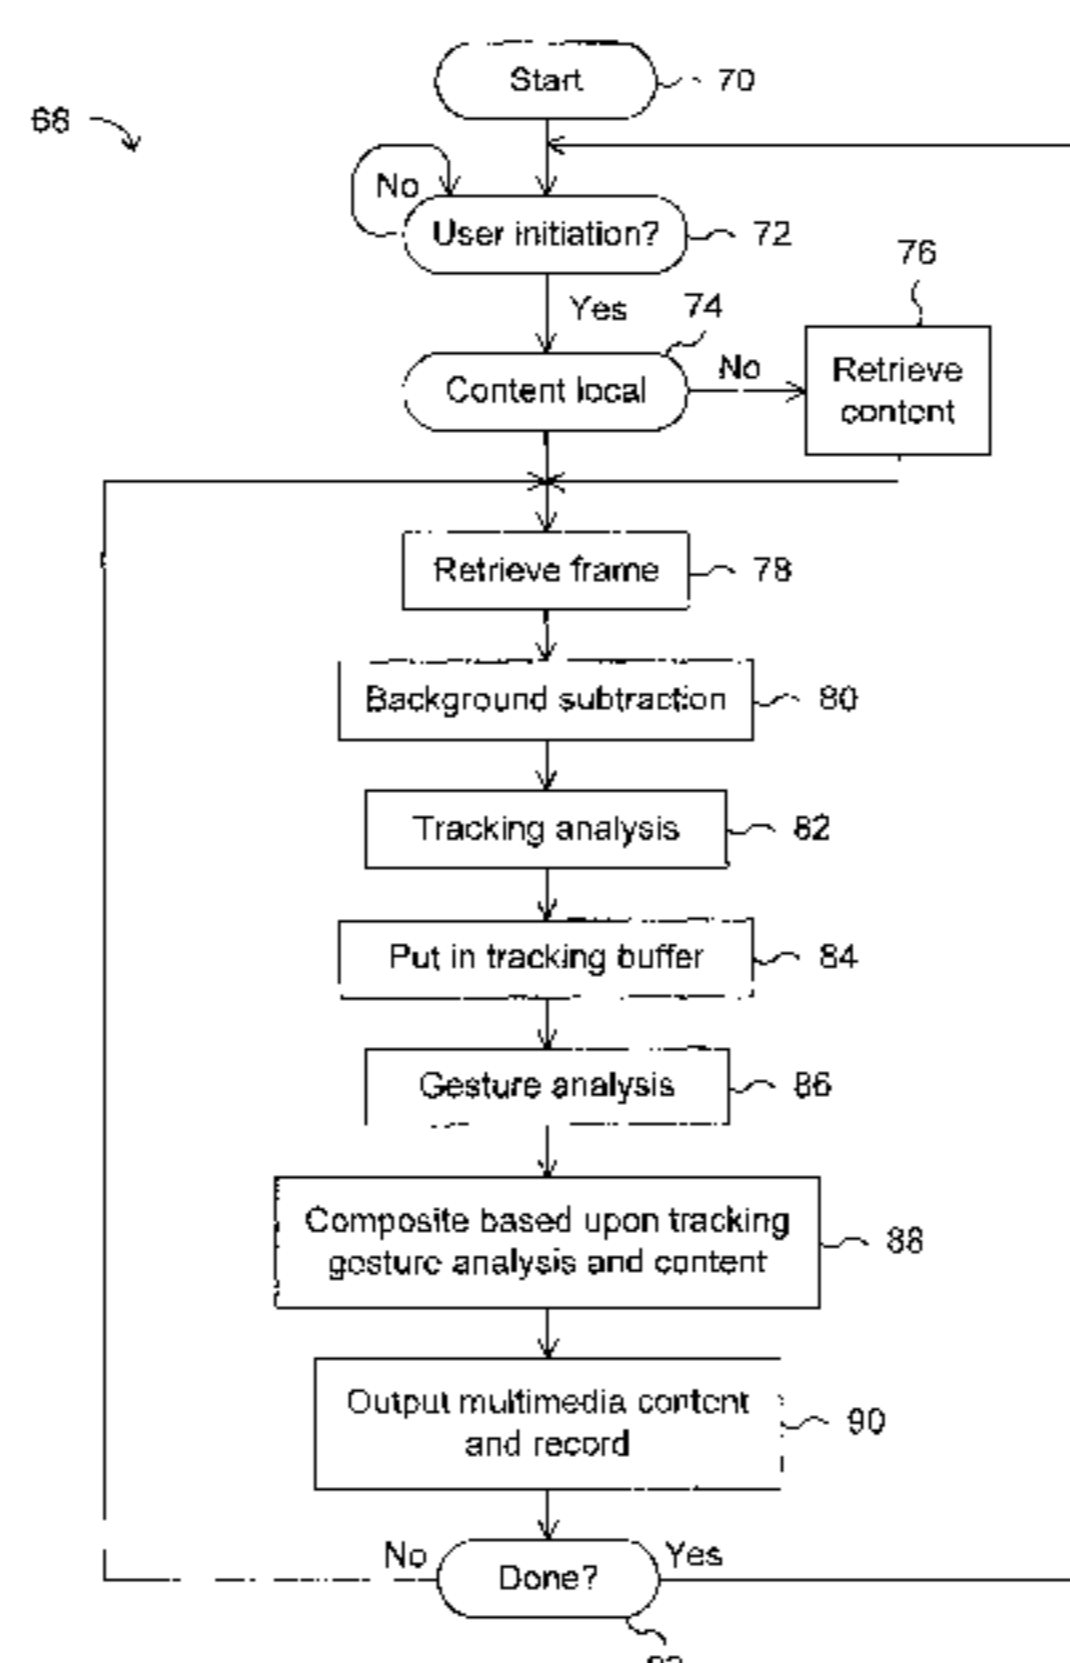 Start
70
68
No
User initiation?
72
76
Yes
74
Content local
No
Retrieve
content
Retrieve frame
78
Background subtraction
80
Tracking analysis
82
Put in tracking buffer
84
Gesture analysis
86
Composite based upon tracking
gesture analysis and content
88
Output multimedia content
and record
90
No
Done?
Yes